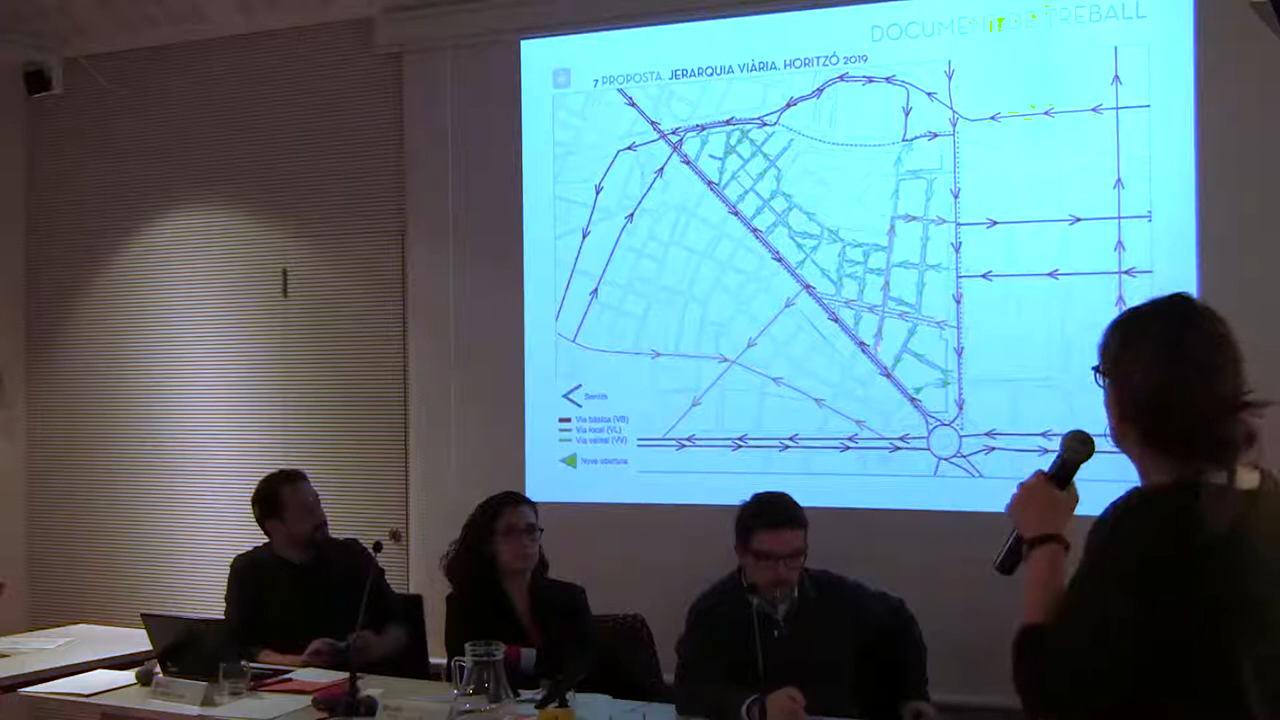 DOCUMENT DE TREBALL
7 PROPOSTA. JERARQUIA VIÀRIA. HORITZÓ 2019
Sentits
Via bàsica (VB)
Via local (VL)
Via veïnal (VV)
Nova obertura